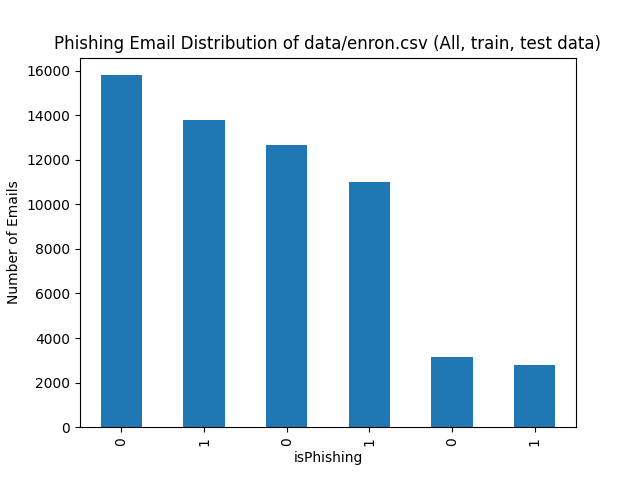 Phishing Email Distribution of data/enron.csv (All, train, test data)
Number of Emails
16000
14000
12000
10000
8000
6000
4000
2000
0
0 1 0 1 0 1
isPhishing